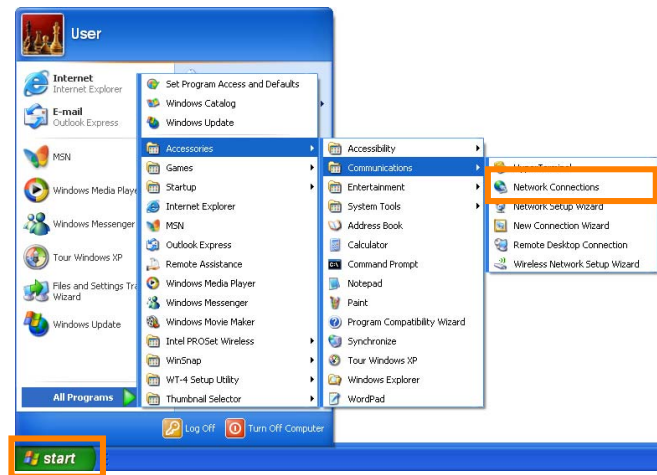 User
Internet
Internet Explorer
E-mail
Outlook Express
MSN
Windows Media Playe
Windows Messenger
Tour Windows XP
Files and Settings Tra
Wizard
Windows Update
All Programs
Set Program Access and Defaults
Windows Catalog
Windows Update
Accessories
Games
Startup
Internet Explorer
MSN
Outlook Express
Remote Assistance
Windows Media Player
Windows Messenger
Windows Movie Maker
Intel PROSet Wireless
WinSnap
WT-4 Setup Utility
Thumbnail Selector
Accessibility
Communications
Entertainment
System Tools
Address Book
Calculator
Command Prompt
Notepad
Paint
Program Compatibility Wizard
Synchronize
Tour Windows XP
Windows Explorer
WordPad
HyperTerminal
Network Connections
Network Setup Wizard
New Connection Wizard
Remote Desktop Connection
Wireless Network Setup Wizard
Log Off
Turn Off Computer
start